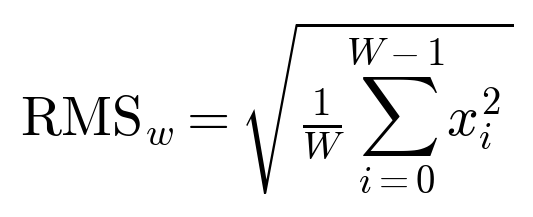 RMS_w = \sqrt{\frac{1}{W} \sum_{i=0}^{W-1} x_i^2}